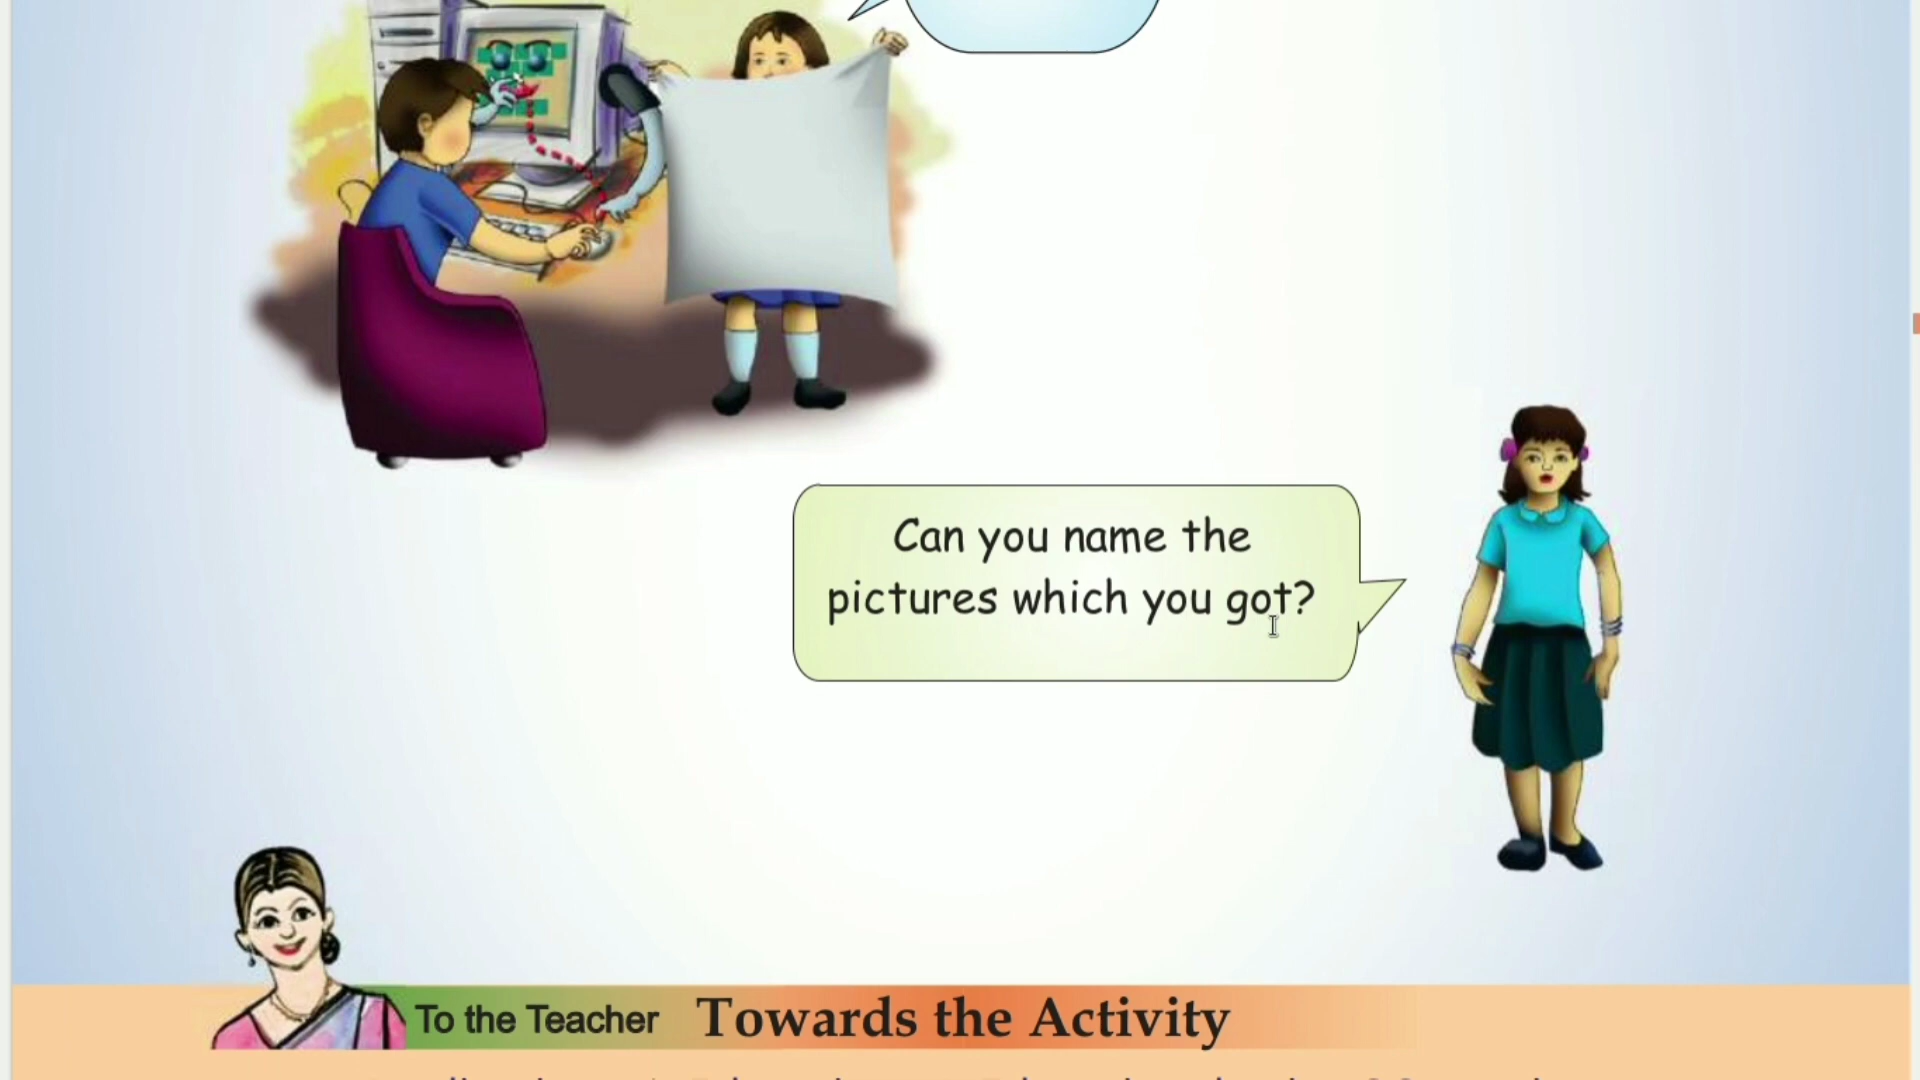 Can you name the
pictures which you got?
To the Teacher Towards the Activity